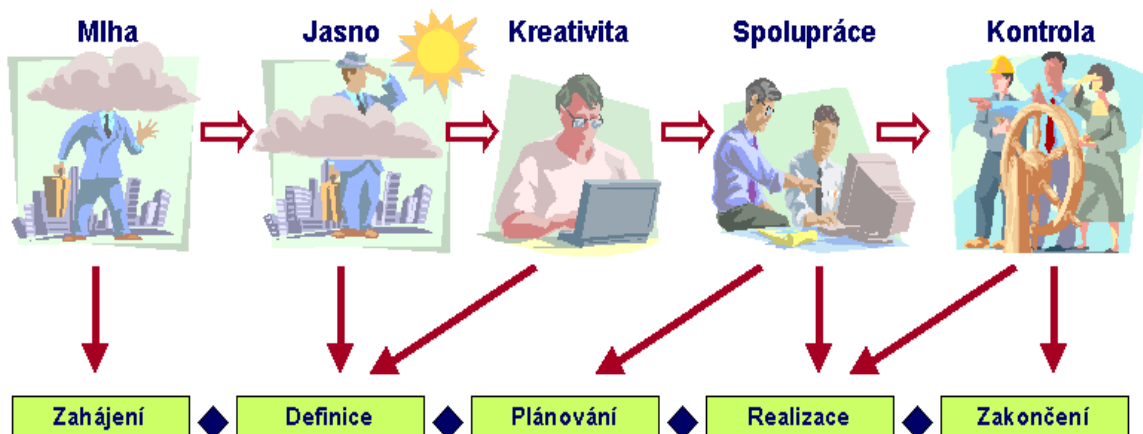 Mlha
Jasno
Kreativita
Spolupráce
Kontrola
Zahájení
Definice
Plánování
Realizace
Zakončení